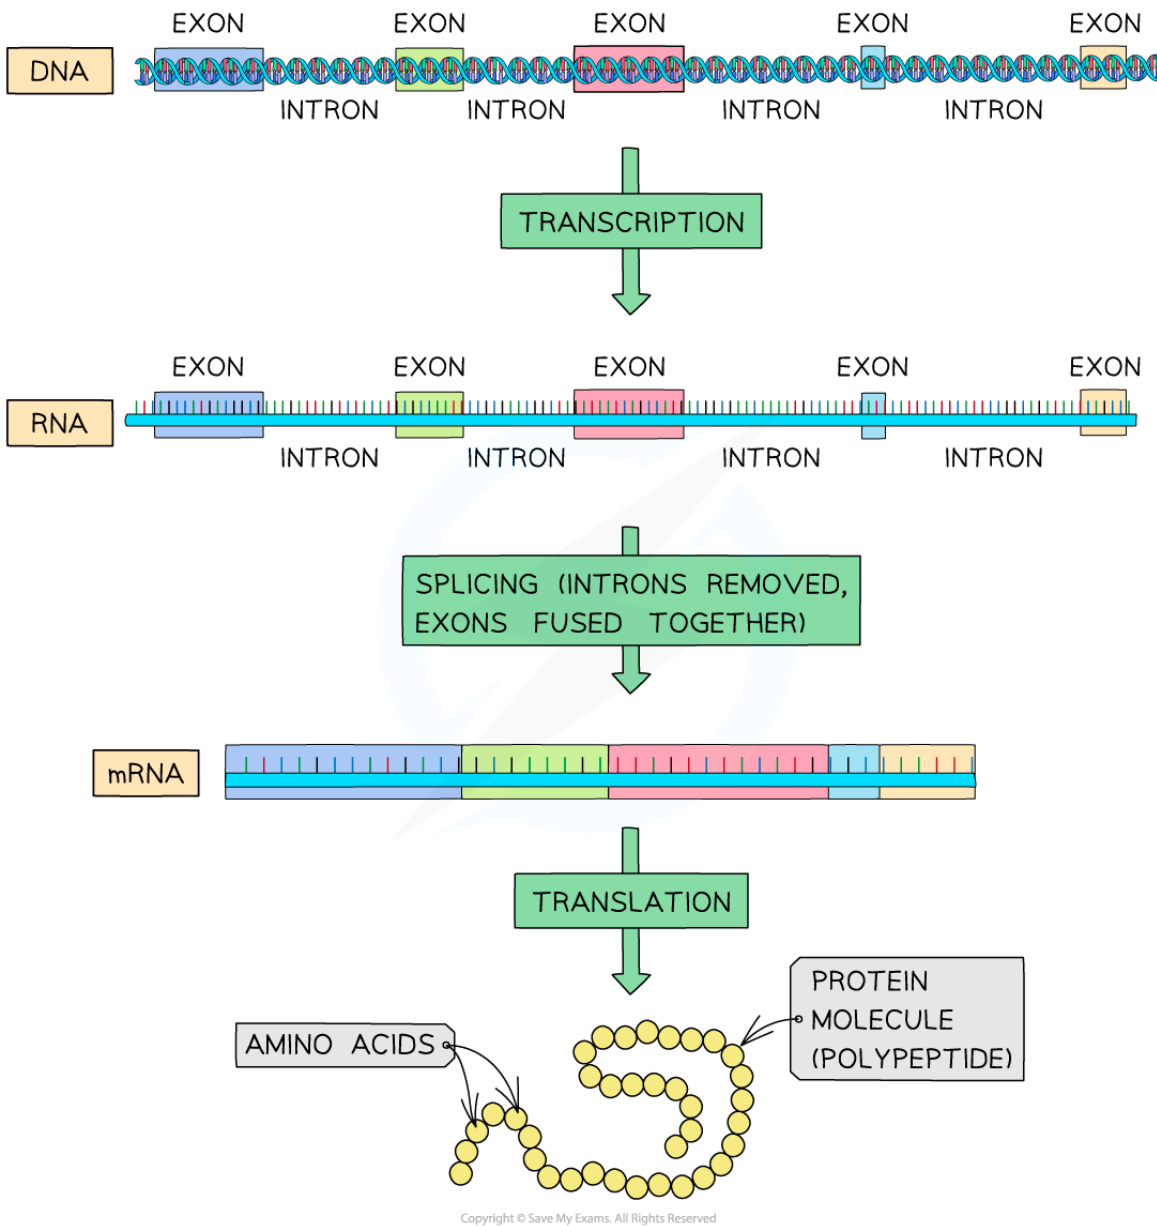 EXON EXON EXON EXON EXON
DNA
INTRON INTRON INTRON INTRON
TRANSCRIPTION
EXON EXON EXON EXON EXON
RNA
INTRON INTRON INTRON INTRON
SPLICING (INTRONS REMOVED,
EXONS FUSED TOGETHER)
mRNA
TRANSLATION
PROTEIN
MOLECULE
(POLYPEPTIDE)
AMINO ACIDS
Copyright © Save My Exams. All Rights Reserved